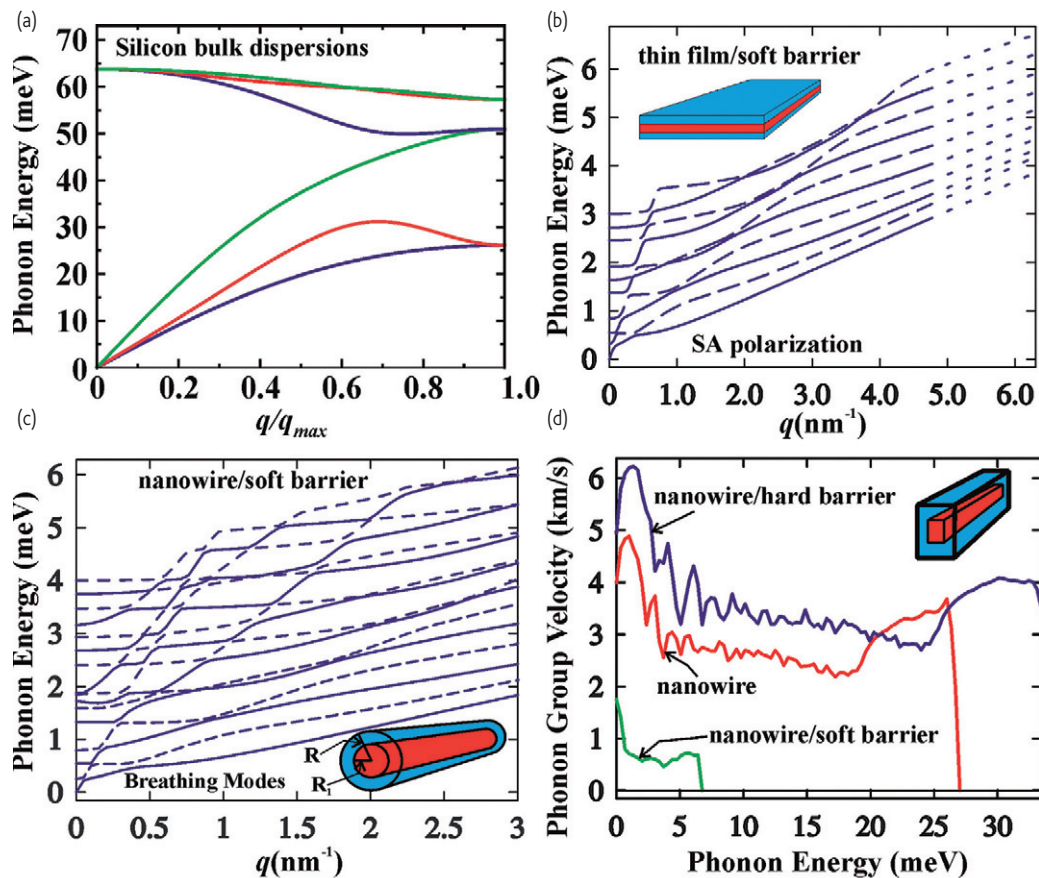 (a)
Silicon bulk dispersions
Phonon Energy (meV)
70
60
50
40
30
20
10
0
0 0.2 0.4 0.6 0.8 1.0
q/qmax
(b)
thin film/soft barrier
Phonon Energy (meV)
6
5
4
3
2
1
0
SA polarization
0 1.0 2.0 3.0 4.0 5.0 6.0
q(nm⁻¹)
(c)
nanowire/soft barrier
Phonon Energy (meV)
6
5
4
3
2
1
0
R
R₁
Breathing Modes
0 0.5 1 1.5 2 2.5 3
q(nm⁻¹)
(d)
Phonon Group Velocity (km/s)
6
5
4
3
2
1
0
nanowire/hard barrier
nanowire
nanowire/soft barrier
0 5 10 15 20 25 30
Phonon Energy (meV)